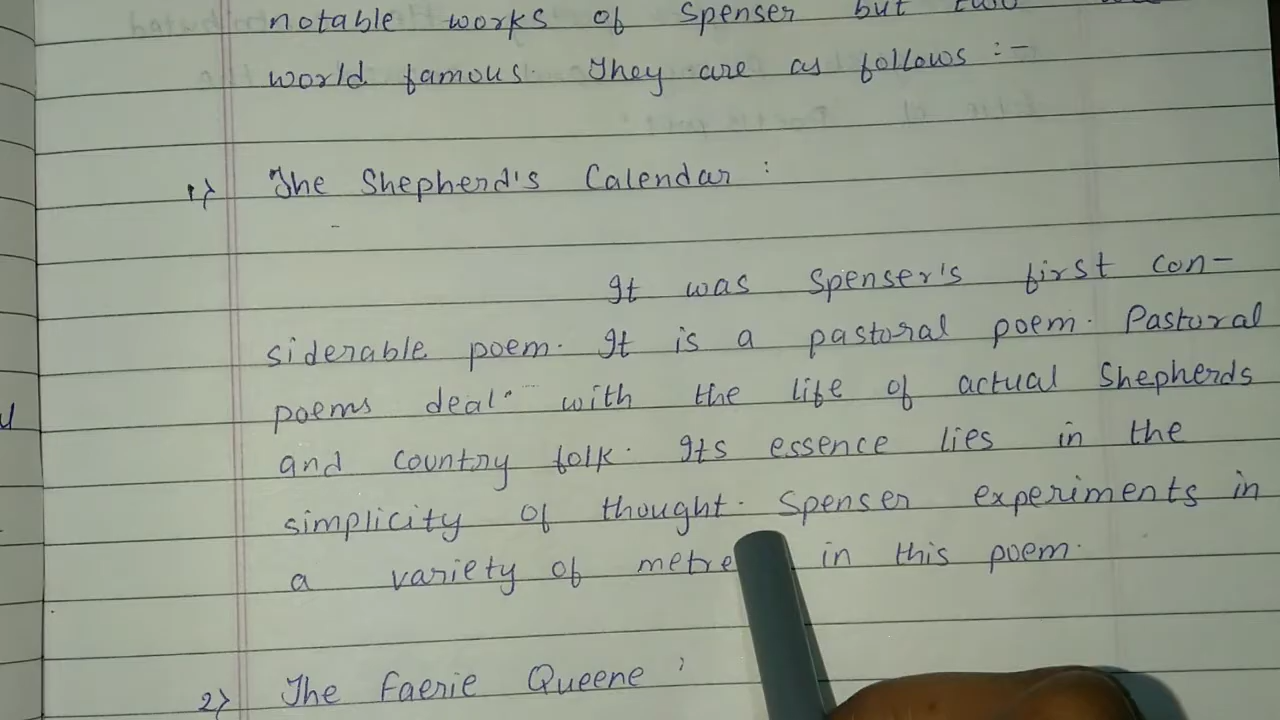 notable works of Spenser but two
world famous. They are as follows :-
1) The Shepherd's Calendar :
It was Spenser's first con-
siderable poem. It is a pastoral poem. Pastoral
poems deal with the life of actual Shepherds
and country folk. Its essence lies in the
simplicity of thought. Spenser experiments in
a variety of metre in this poem.
2) The Faerie Queene :